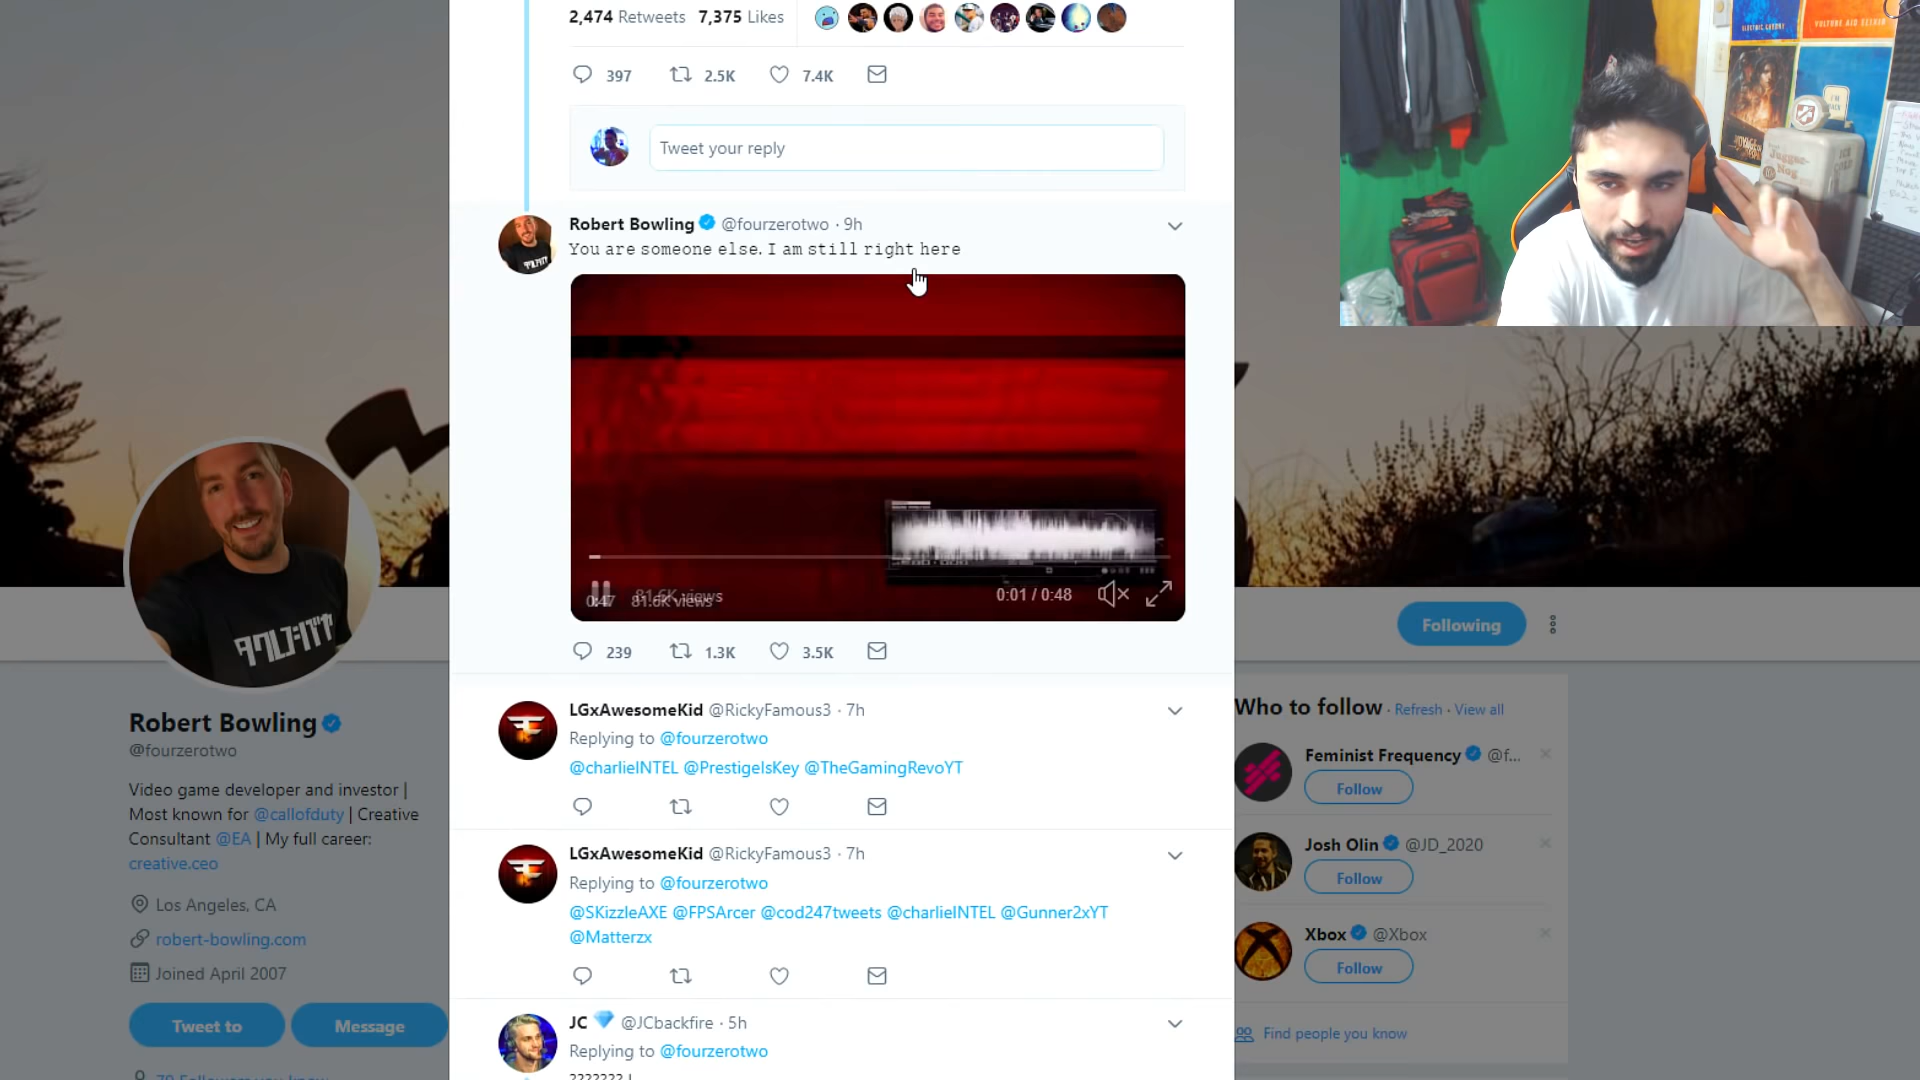 2,474 Retweets 7,375 Likes
397 2.5K 7.4K
Tweet your reply
Robert Bowling @fourzerotwo · 9h
You are someone else. I am still right here
0:47 81.6K views
0:01 / 0:48
239 1.3K 3.5K
LGxAwesomeKid @RickyFamous3 · 7h
Replying to @fourzerotwo
@charlieINTEL @PrestigeIsKey @TheGamingRevoYT
LGxAwesomeKid @RickyFamous3 · 7h
Replying to @fourzerotwo
@SKizzleAXE @FPSArcer @cod247tweets @charlieINTEL @Gunner2xYT
@Matterzx
JC @JCbackfire · 5h
Replying to @fourzerotwo
Robert Bowling
@fourzerotwo
Video game developer and investor |
Most known for @callofduty | Creative
Consultant @EA | My full career:
creative.ceo
Los Angeles, CA
robert-bowling.com
Joined April 2007
Tweet to Message
Following
Who to follow · Refresh · View all
Feminist Frequency @f...
Follow
Josh Olin @JD_2020
Follow
Xbox @Xbox
Follow
Find people you know
VULTURE AID ELIXIR
ICE
COLD